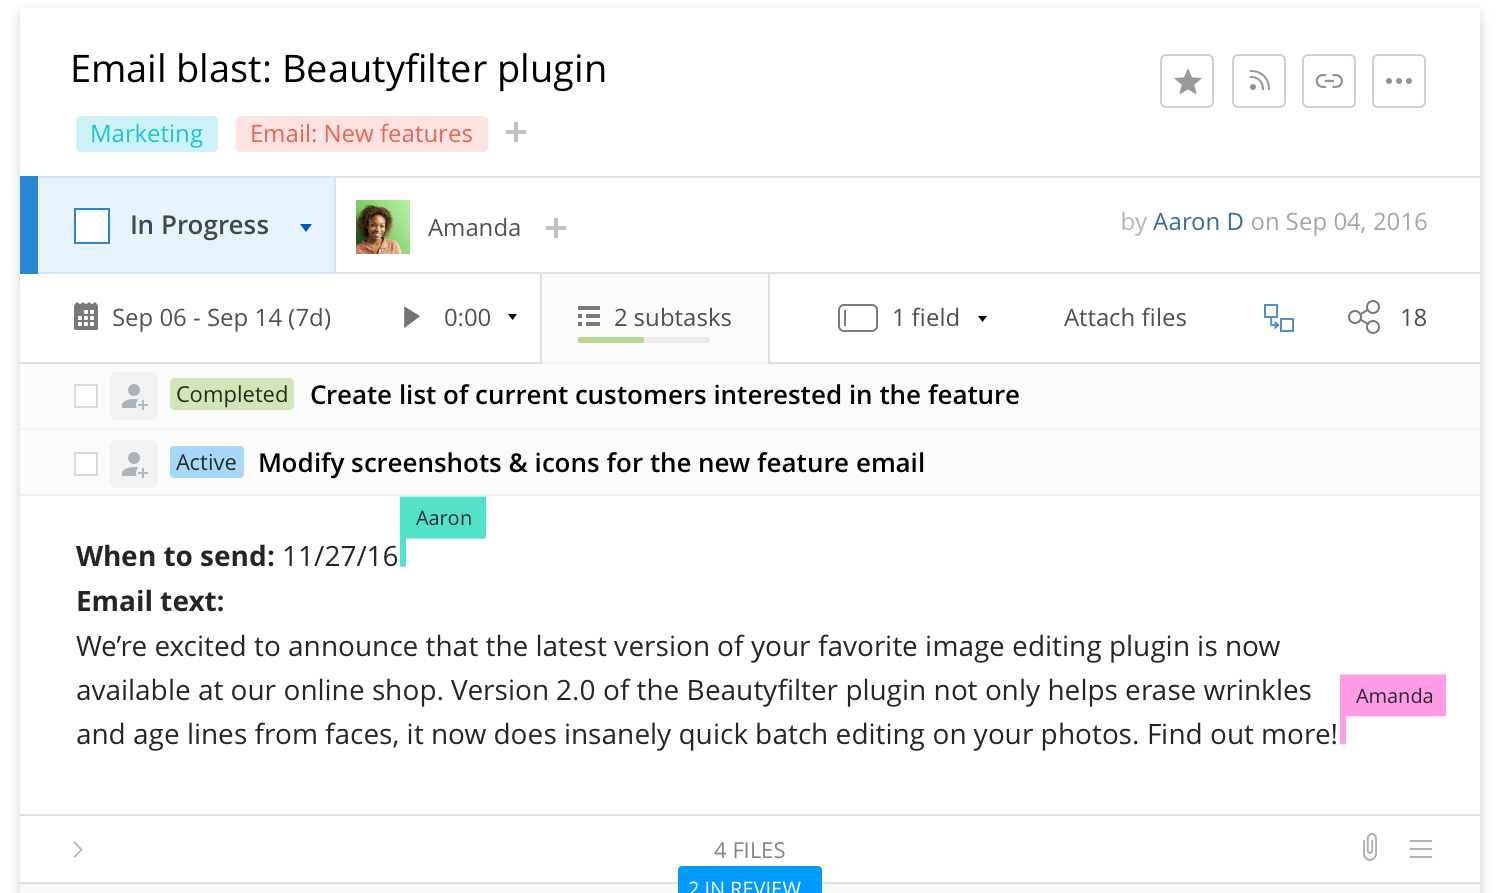 Email blast: Beautyfilter plugin
Marketing Email: New features
In Progress Amanda by Aaron D on Sep 04, 2016
Sep 06 - Sep 14 (7d) 0:00 2 subtasks 1 field Attach files 18
Completed Create list of current customers interested in the feature
Active Modify screenshots & icons for the new feature email
Aaron
When to send: 11/27/16
Email text:
We’re excited to announce that the latest version of your favorite image editing plugin is now
available at our online shop. Version 2.0 of the Beautyfilter plugin not only helps erase wrinkles
Amanda
and age lines from faces, it now does insanely quick batch editing on your photos. Find out more!
4 FILES
2 IN REVIEW